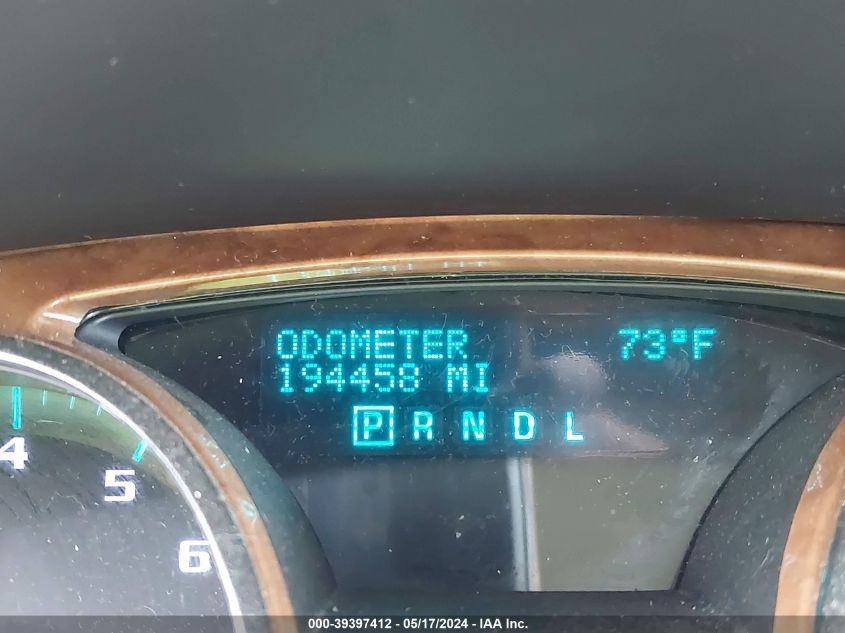 ODOMETER 73°F
194458 MI
P R N D L
4
5
6
000-39397412 - 05/17/2024 - IAA Inc.